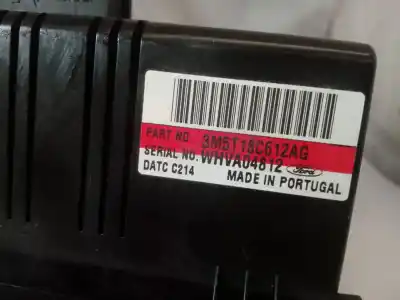 PART NO. 3M5T18C612AG
SERIAL NO. WHVA04812
DATC C214 Ford
MADE IN PORTUGAL